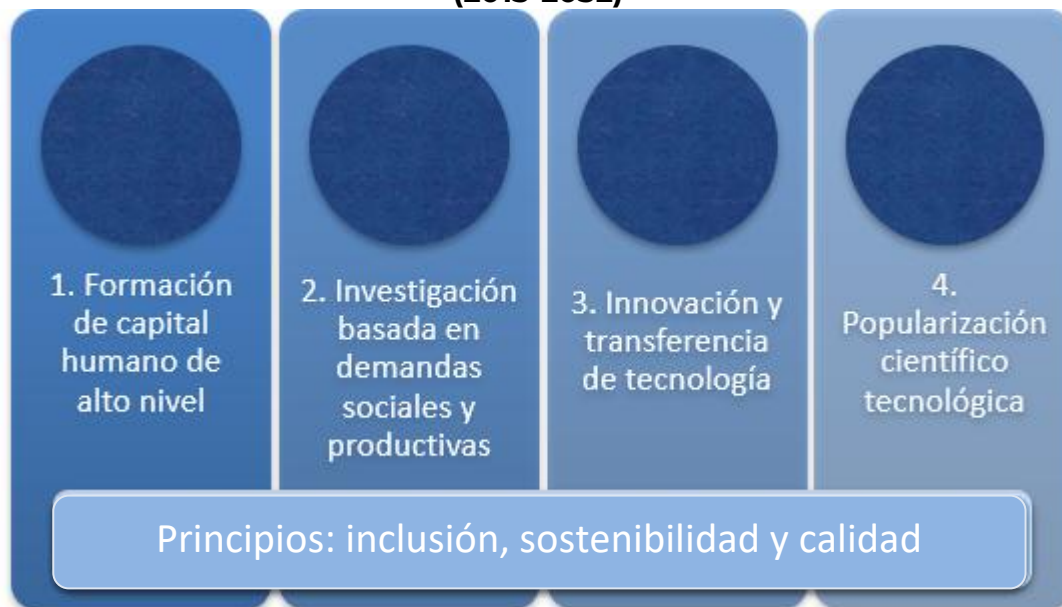 1. Formación
de capital
humano de
alto nivel
2. Investigación
basada en
demandas
sociales y
productivas
3. Innovación y
transferencia
de tecnología
4.
Popularización
científico
tecnológica
Principios: inclusión, sostenibilidad y calidad